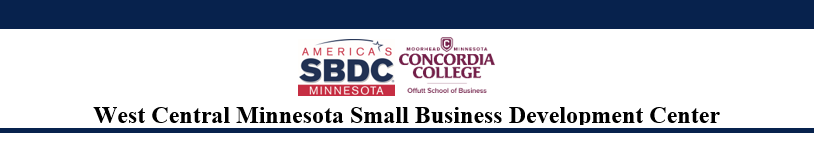 AMERICA'S
SBDC
MINNESOTA
MOORHEAD MINNESOTA
CONCORDIA
COLLEGE
Offutt School of Business
West Central Minnesota Small Business Development Center